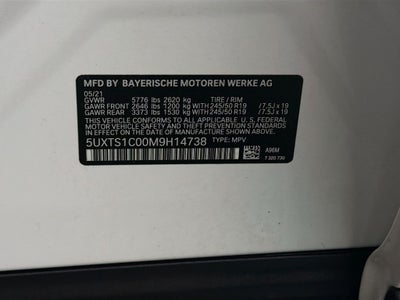 MFD BY BAYERISCHE MOTOREN WERKE AG
05/21
GVWR 5776 lbs 2620 kg TIRE / RIM
GAWR FRONT 2646 lbs 1200 kg WITH 245/50 R19 / 7.5J x 19
GAWR REAR 3373 lbs 1530 kg WITH 245/50 R19 / 7.5J x 19
THIS VEHICLE CONFORMS TO ALL APPLICABLE U. S. FEDERAL
MOTOR VEHICLE SAFETY STANDARDS IN EFFECT ON THE DATE
OF MANUFACTURE SHOWN ABOVE.
5UXTS1C00M9H14738 TYPE: MPV
A96M